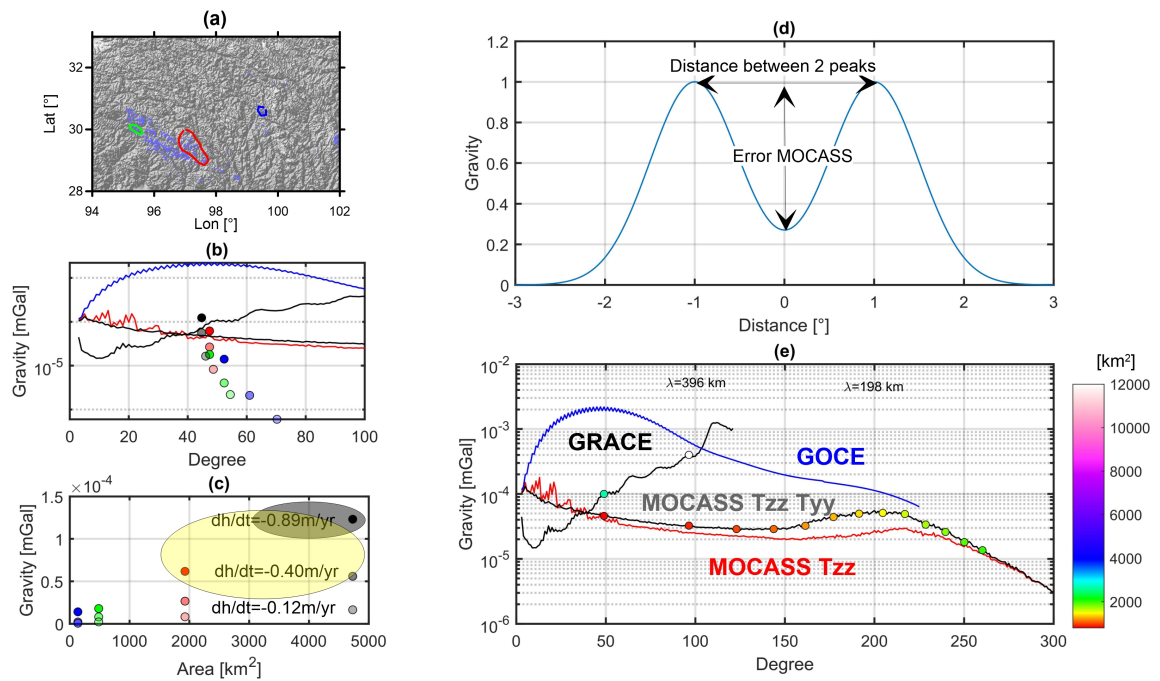 (a)
32
30
28
Lat [°]
94
96
98
100
102
Lon [°]
(b)
10-5
Gravity [mGal]
0
20
40
60
80
100
Degree
(c)
×10-4
1.5
1
0.5
0
Gravity [mGal]
dh/dt=-0.89m/yr
dh/dt=-0.40m/yr
dh/dt=-0.12m/yr
0
1000
2000
3000
4000
5000
Area [km2]
(d)
1.2
1
0.8
0.6
0.4
0.2
0
Gravity
Distance between 2 peaks
Error MOCASS
-3
-2
-1
0
1
2
3
Distance [°]
(e)
10-2
10-3
10-4
10-5
10-6
Gravity [mGal]
λ=396 km
λ=198 km
GRACE
GOCE
MOCASS Tzz Tyy
MOCASS Tzz
0
50
100
150
200
250
300
Degree
[km2]
12000
10000
8000
6000
4000
2000